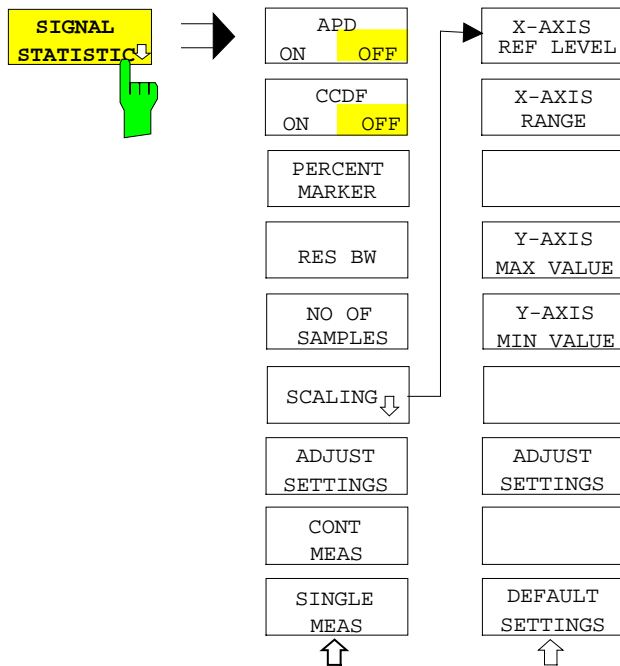 SIGNAL
STATISTIC
APD
ON OFF
CCDF
ON OFF
PERCENT
MARKER
RES BW
NO OF
SAMPLES
SCALING
ADJUST
SETTINGS
CONT
MEAS
SINGLE
MEAS
X-AXIS
REF LEVEL
X-AXIS
RANGE
Y-AXIS
MAX VALUE
Y-AXIS
MIN VALUE
ADJUST
SETTINGS
DEFAULT
SETTINGS